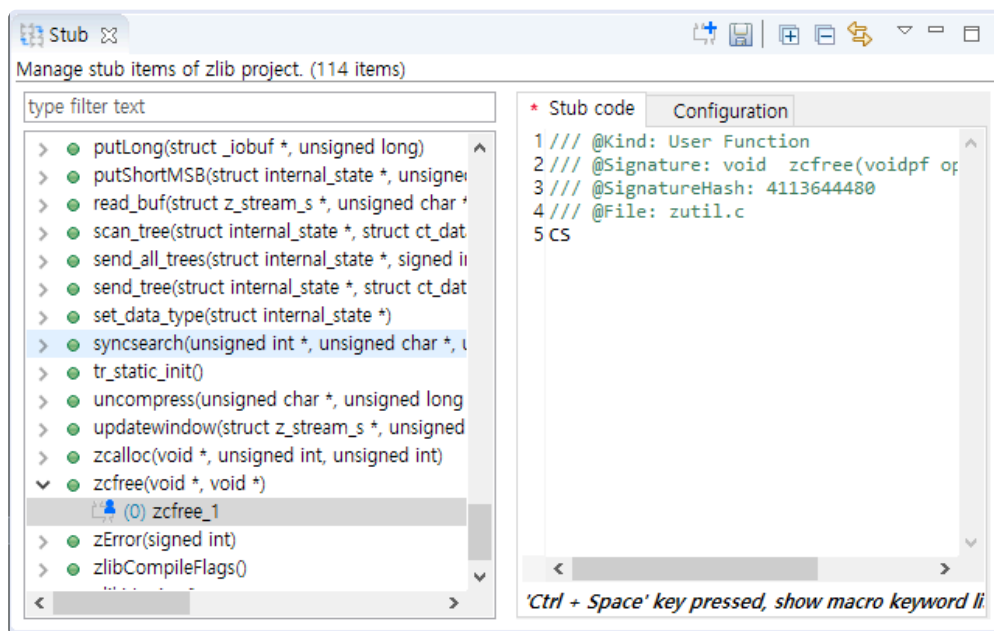 Stub
Manage stub items of zlib project. (114 items)
type filter text
putLong(struct _iobuf *, unsigned long)
putShortMSB(struct internal_state *, unsigned
read_buf(struct z_stream_s *, unsigned char *
scan_tree(struct internal_state *, struct ct_dat
send_all_trees(struct internal_state *, signed i
send_tree(struct internal_state *, struct ct_dat
set_data_type(struct internal_state *)
syncsearch(unsigned int *, unsigned char *, u
tr_static_init()
uncompress(unsigned char *, unsigned long
updatewindow(struct z_stream_s *, unsigned
zcalloc(void *, unsigned int, unsigned int)
zcfree(void *, void *)
(0) zcfree_1
zError(signed int)
zlibCompileFlags()
* Stub code
Configuration
1 /// @Kind: User Function
2 /// @Signature: void  zcfree(voidpf op
3 /// @SignatureHash: 4113644480
4 /// @File: zutil.c
5 CS
'Ctrl + Space' key pressed, show macro keyword li